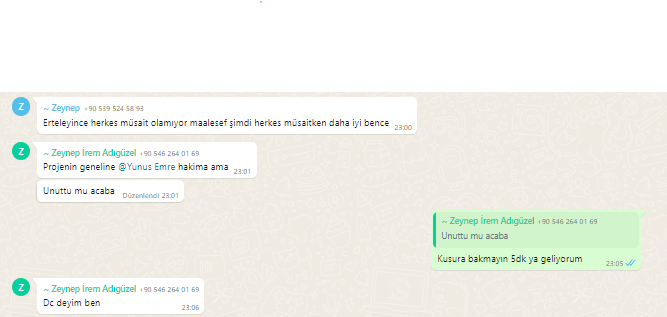 Z
~ Zeynep +90 539 524 58 93
Erteleyince herkes müsait olamıyor maalesef şimdi herkes müsaitken daha iyi bence 23:00
Z
~ Zeynep İrem Adıgüzel +90 546 264 01 69
Projenin geneline @Yunus Emre hakima ama 23:01
Unuttu mu acaba Düzenlendi 23:01
~ Zeynep İrem Adıgüzel +90 546 264 01 69
Unuttu mu acaba
Kusura bakmayın 5dk ya geliyorum 23:05
Z
~ Zeynep İrem Adıgüzel +90 546 264 01 69
Dc deyim ben 23:06